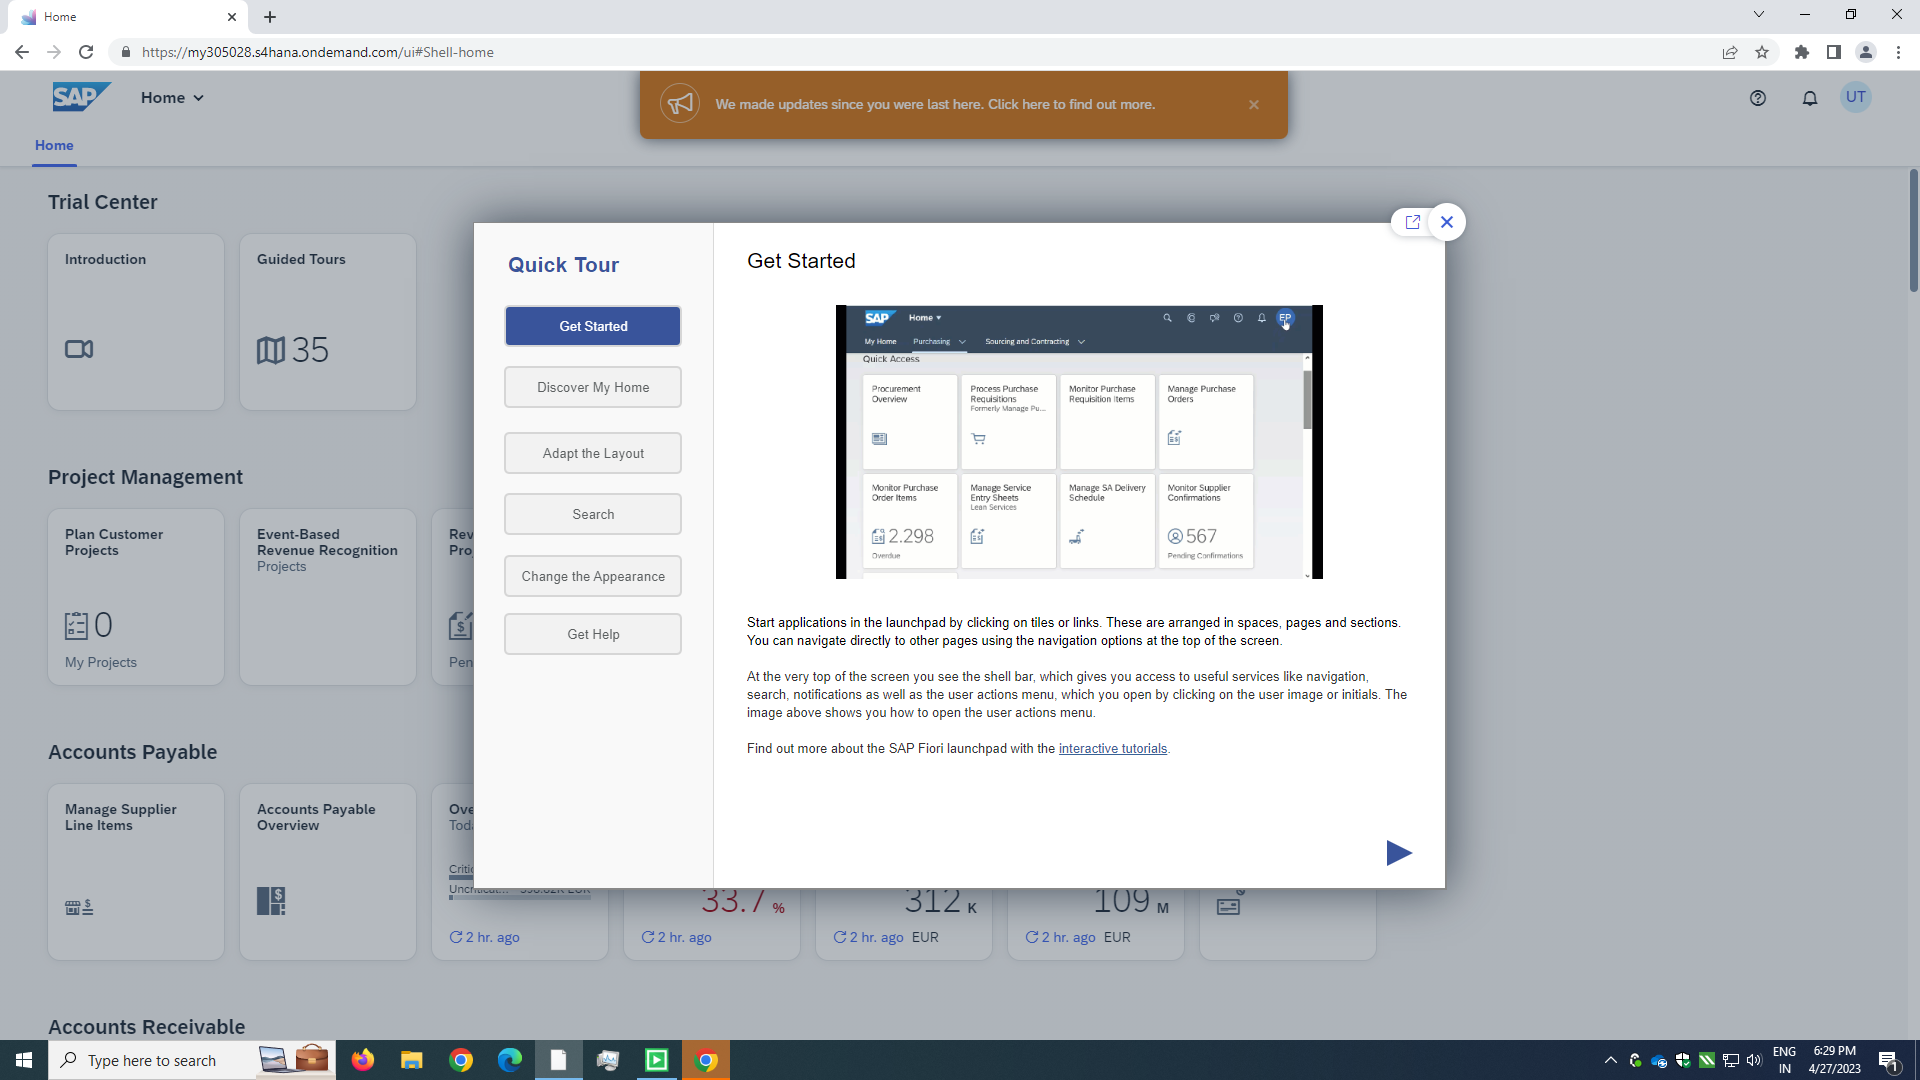 Home
https://my305028.s4hana.ondemand.com/ui#Shell-home
SAP
Home
We made updates since you were last here. Click here to find out more.
UT
Home
Trial Center
Introduction
Guided Tours
35
Project Management
Plan Customer
Projects
0
My Projects
Event-Based
Revenue Recognition
Projects
Rev
Pro
Pen
Accounts Payable
Manage Supplier
Line Items
Accounts Payable
Overview
Ove
Toda
Critic
2 hr. ago
33.7 %
2 hr. ago
312 K
2 hr. ago EUR
109 M
2 hr. ago EUR
Accounts Receivable
Quick Tour
Get Started
Discover My Home
Adapt the Layout
Search
Change the Appearance
Get Help
Get Started
SAP
Home
EP
My Home
Purchasing
Sourcing and Contracting
Quick Access
Procurement
Overview
Process Purchase
Requisitions
Formerly Manage Pu...
Monitor Purchase
Requisition Items
Manage Purchase
Orders
Monitor Purchase
Order Items
2.298
Overdue
Manage Service
Entry Sheets
Lean Services
Manage SA Delivery
Schedule
Monitor Supplier
Confirmations
567
Pending Confirmations
Start applications in the launchpad by clicking on tiles or links. These are arranged in spaces, pages and sections.
You can navigate directly to other pages using the navigation options at the top of the screen.
At the very top of the screen you see the shell bar, which gives you access to useful services like navigation,
search, notifications as well as the user actions menu, which you open by clicking on the user image or initials. The
image above shows you how to open the user actions menu.
Find out more about the SAP Fiori launchpad with the interactive tutorials.
Type here to search
ENG
IN
6:29 PM
4/27/2023
1